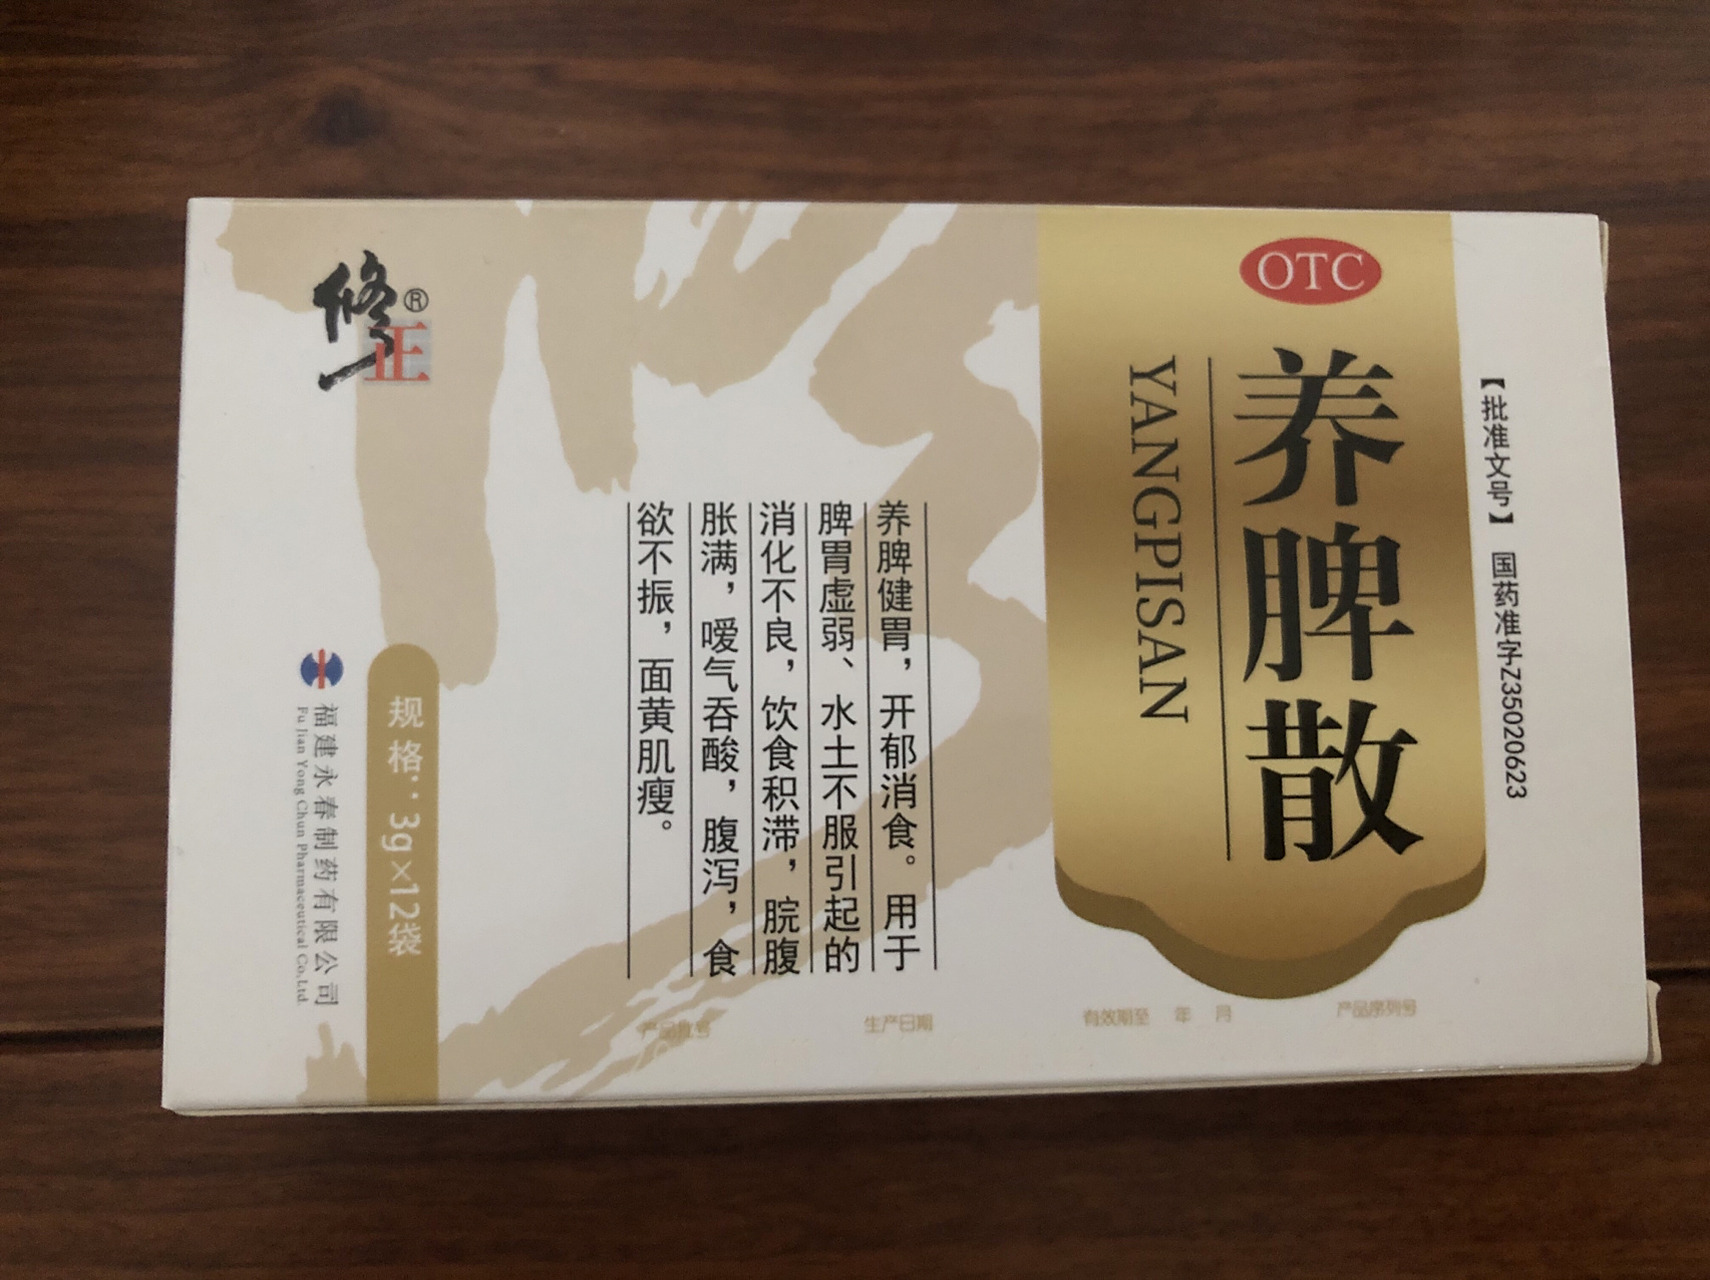 【批准文号】 国药准字Z35020623
OTC
养脾散
YANGPISAN
养脾健胃，开郁消食。用于
脾胃虚弱、水土不服引起的
消化不良，饮食积滞，脘腹
胀满，嗳气吞酸，腹泻，食
欲不振，面黄肌瘦。
修正®
规格：3g×12袋
福建永春制药有限公司
Fu Jian Yong Chun Pharmaceutical Co.Ltd.
产品批号
生产日期
有效期至 年 月
产品序列号